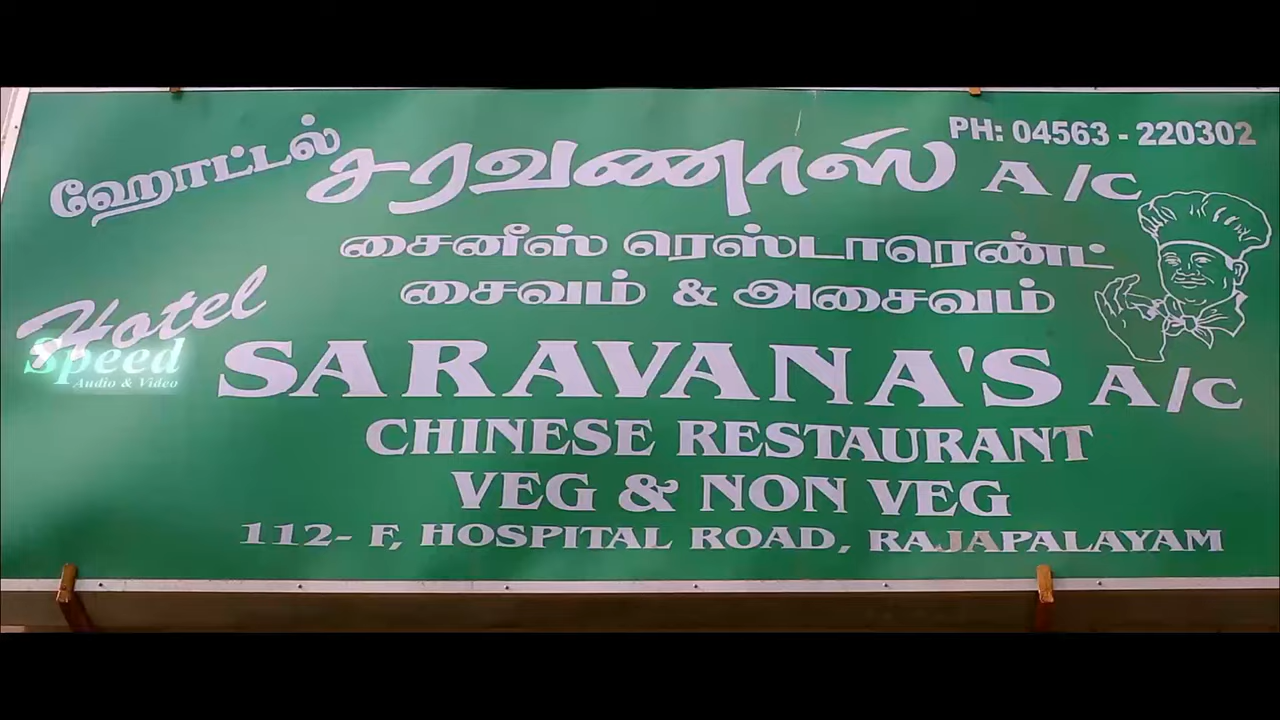 PH: 04563 - 220302
ஹோட்டல் சரவணாஸ் A/C
சைனீஸ் ரெஸ்டாரெண்ட்
சைவம் & அசைவம்
Hotel
SARAVANA'S A/C
Speed
Audio & Video
CHINESE RESTAURANT
VEG & NON VEG
112- F, HOSPITAL ROAD, RAJAPALAYAM